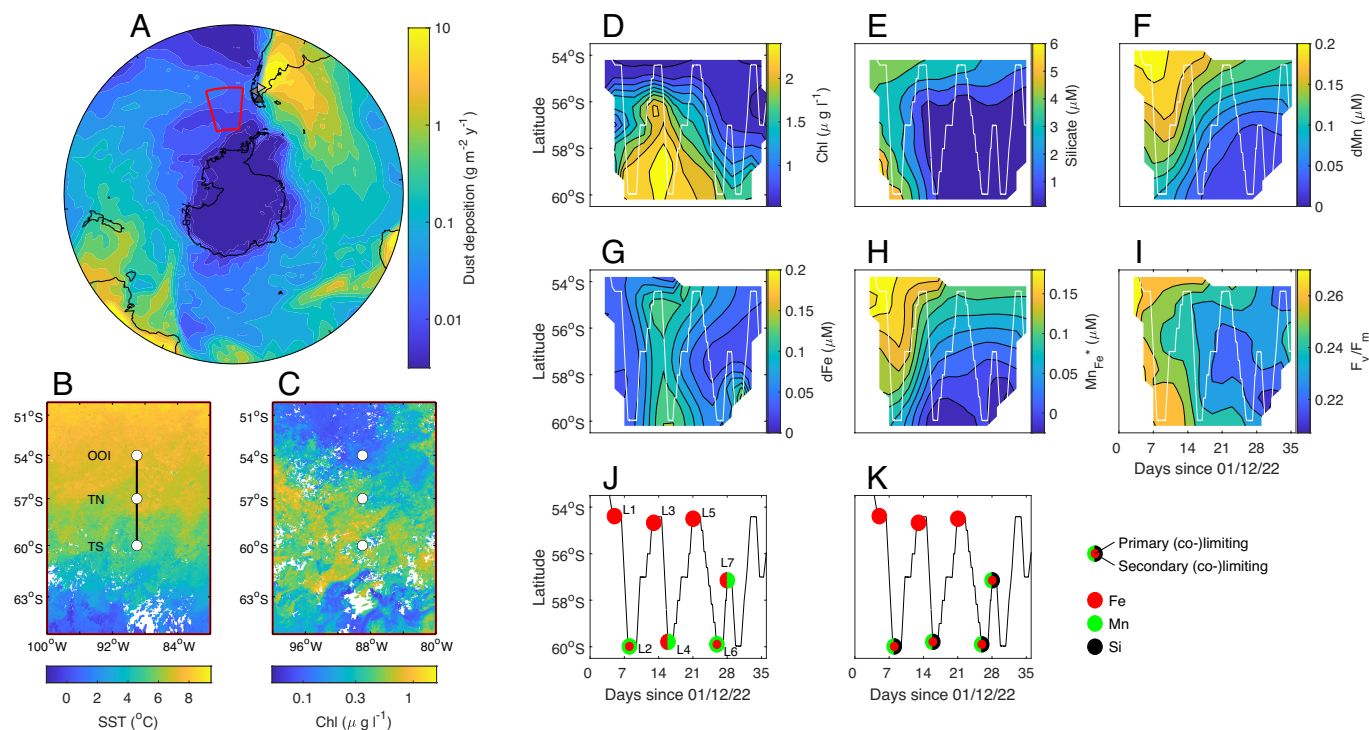 A
10
1
0.1
0.01
Dust deposition (g m-2 y-1)
B
51°S
54°S
57°S
60°S
63°S
OOI
TN
TS
100°W
92°W
84°W
0 2 4 6 8
SST (°C)
C
51°S
54°S
57°S
60°S
63°S
96°W
88°W
80°W
0.1 0.3 1
Chl (μ g l-1)
D
Latitude
54°S
56°S
58°S
60°S
2
1.5
1
Chl (μ g l-1)
E
6
5
4
3
2
1
Silicate (μM)
F
0.2
0.15
0.1
0.05
0
dMn (μM)
G
Latitude
54°S
56°S
58°S
60°S
0.2
0.15
0.1
0.05
0
dFe (μM)
H
0.15
0.1
0.05
0
MnFe* (μM)
I
0.26
0.24
0.22
Fv/Fm
0 7 14 21 28 35
Days since 01/12/22
J
Latitude
54°S
56°S
58°S
60°S
L1
L3
L5
L7
L2
L4
L6
0 7 14 21 28 35
Days since 01/12/22
K
0 7 14 21 28 35
Days since 01/12/22
Primary (co-)limiting
Secondary (co-)limiting
Fe
Mn
Si